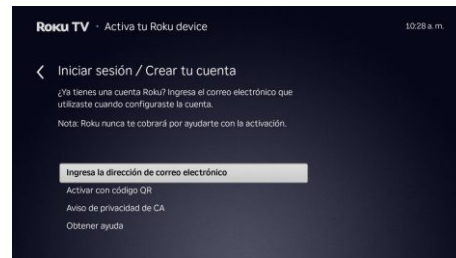 Roku TV · Activa tu Roku device
10:28 a. m.
Iniciar sesión / Crear tu cuenta
¿Ya tienes una cuenta Roku? Ingresa el correo electrónico que
utilizaste cuando configuraste la cuenta.
Nota: Roku nunca te cobrará por ayudarte con la activación.
Ingresa la dirección de correo electrónico
Activar con código QR
Aviso de privacidad de CA
Obtener ayuda